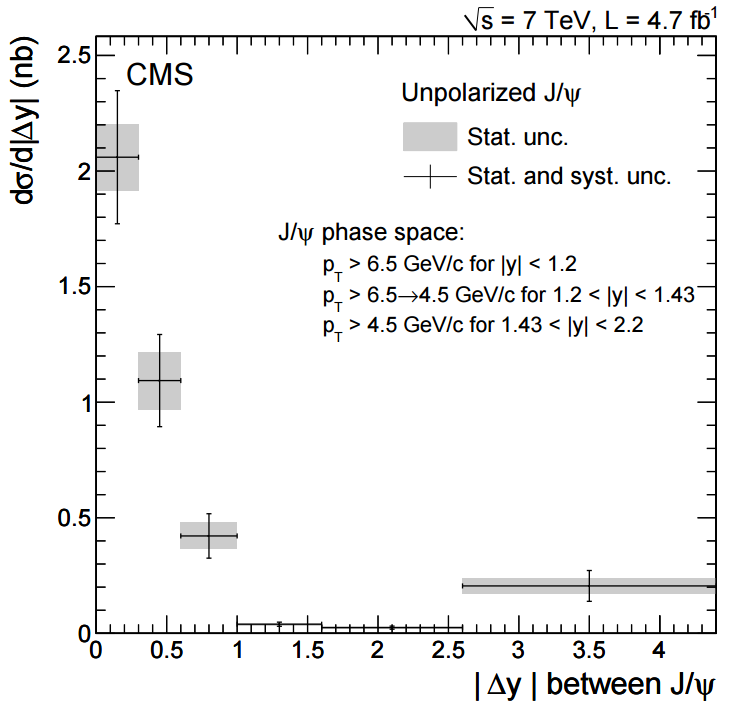 √s = 7 TeV, L = 4.7 fb⁻¹
CMS
Unpolarized J/ψ
Stat. unc.
Stat. and syst. unc.
J/ψ phase space:
p_T > 6.5 GeV/c for |y| < 1.2
p_T > 6.5→4.5 GeV/c for 1.2 < |y| < 1.43
p_T > 4.5 GeV/c for 1.43 < |y| < 2.2
dσ/d|Δy| (nb)
2.5
2
1.5
1
0.5
0
0 0.5 1 1.5 2 2.5 3 3.5 4
| Δy | between J/ψ